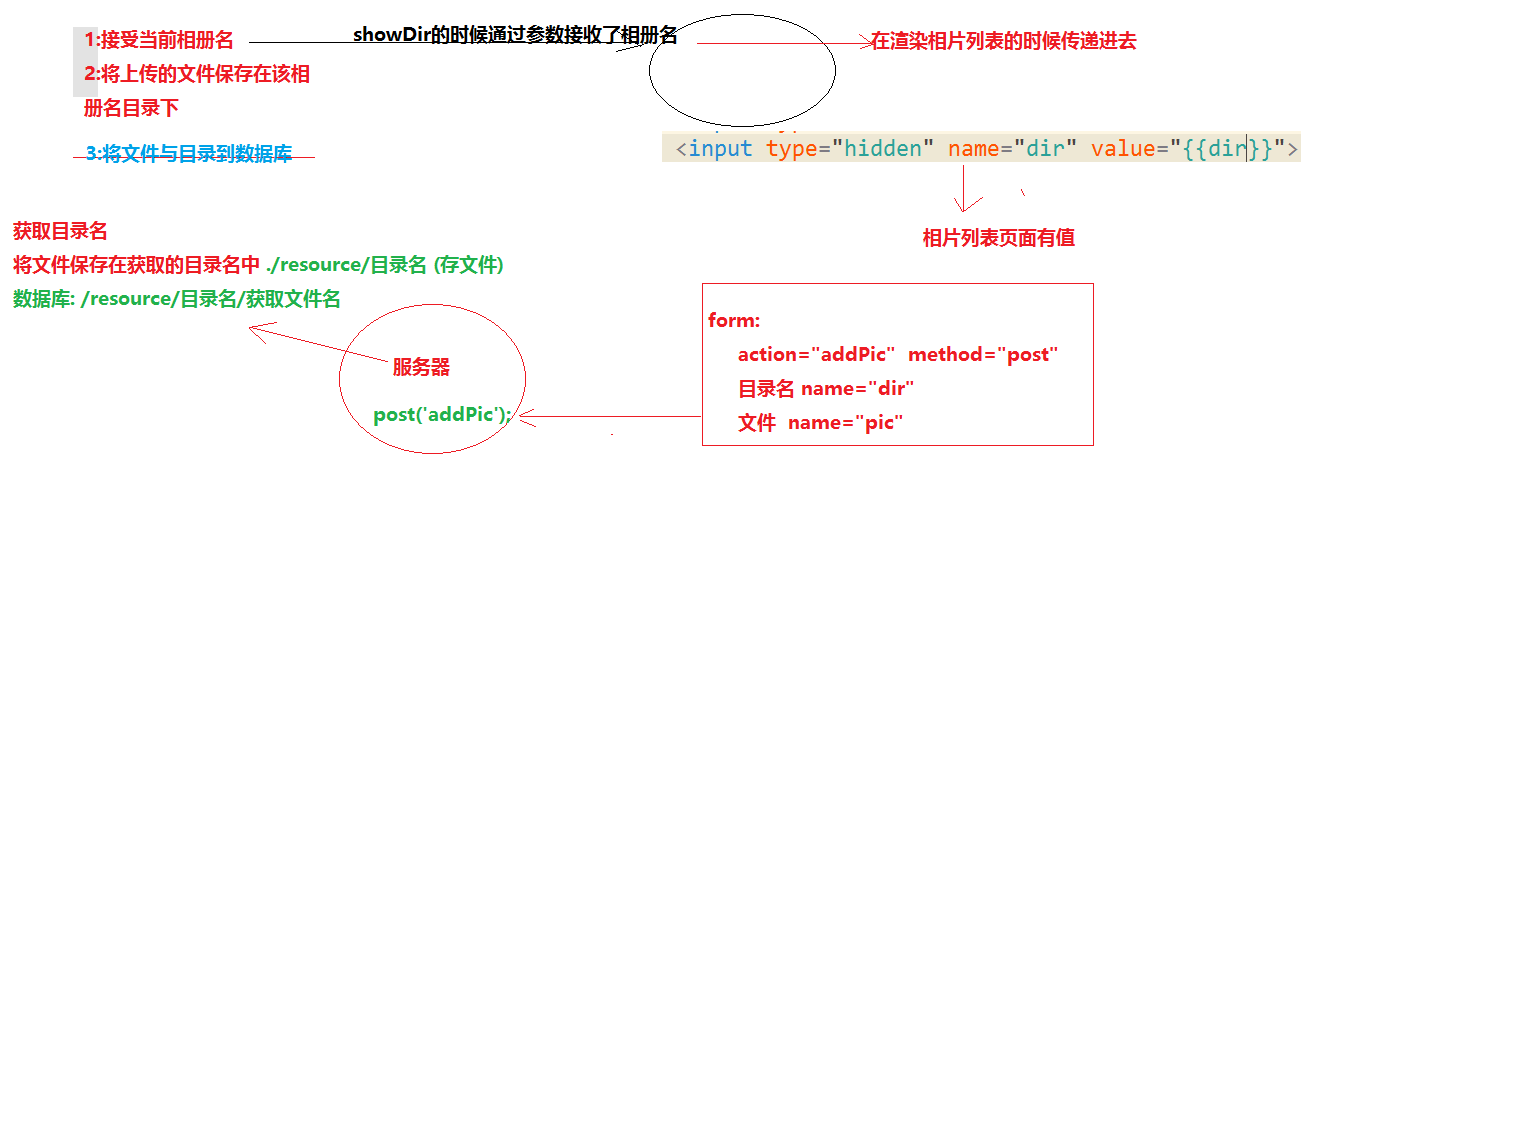 1:接受当前相册名
2:将上传的文件保存在该相
册名目录下
3:将文件与目录到数据库
showDir的时候通过参数接收了相册名
在渲染相片列表的时候传递进去
<input type="hidden" name="dir" value="{{dir}}">
相片列表页面有值
获取目录名
将文件保存在获取的目录名中 ./resource/目录名 (存文件)
数据库: /resource/目录名/获取文件名
服务器
post('addPic');
form:
action="addPic" method="post"
目录名 name="dir"
文件 name="pic"